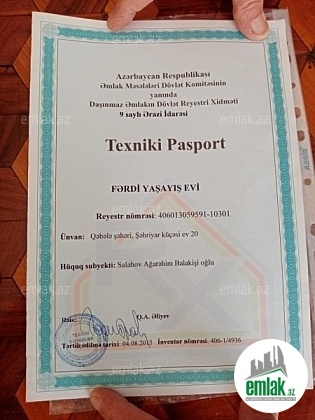 Azərbaycan Respublikası
Əmlak Məsələləri Dövlət Komitəsinin
yanında
Daşınmaz Əmlakın Dövlət Reyestri Xidməti
9 saylı Ərazi İdarəsi
Texniki Pasport
FƏRDİ YAŞAYIŞ EVİ
Reyestr nömrəsi: 406013059591-10301
Ünvan: Qəbələ şəhəri, Şəhriyar küçəsi ev 20
Hüquq subyekti: Salahov Ağarəhim Balakişi oğlu
Rəis: O.A. Əliyev
Tərtib edilmə tarixi: 04.08.2015 İnventar nömrəsi: 406-1/4936
emlak.az